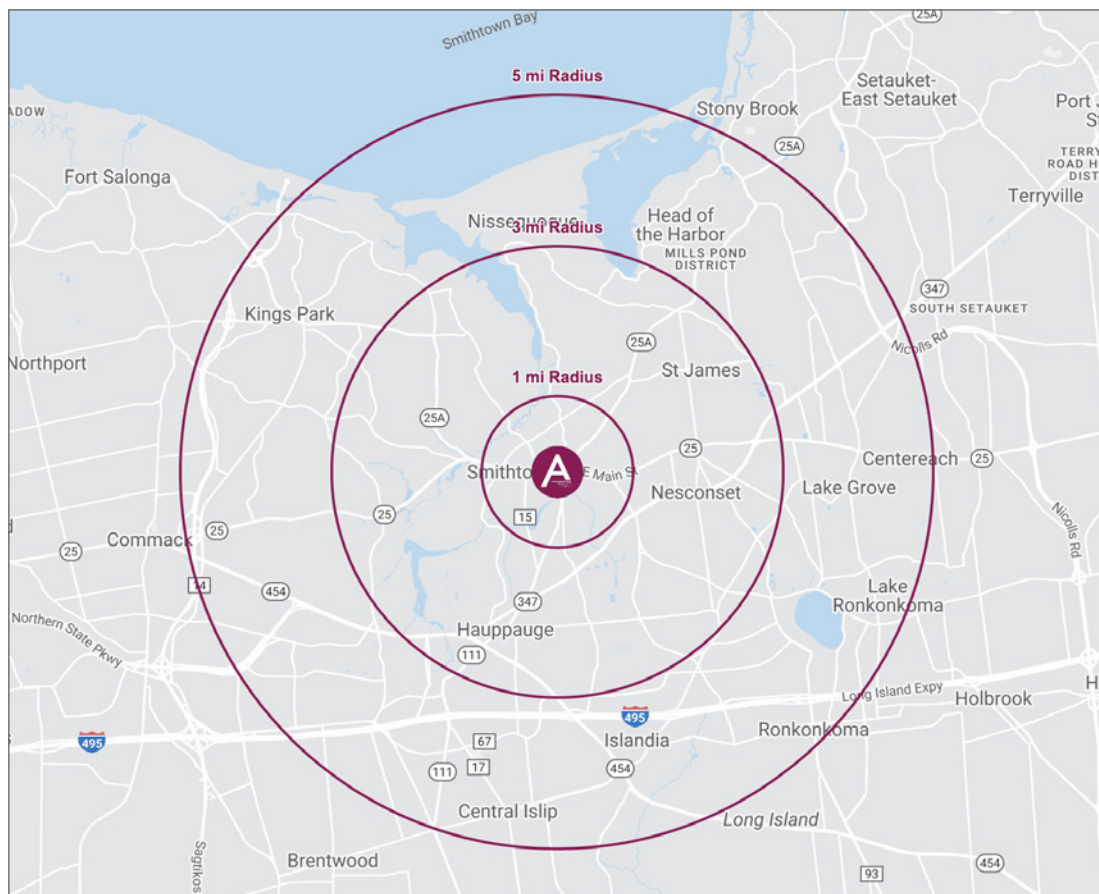 25A
Smithtown Bay
5 mi Radius
Setauket-
East Setauket
Stony Brook
Port J
S
ADOW
25A
TERRY
ROAD H
DIST
Fort Salonga
Terryville
Head of
the Harbor
Nissequogue
3 mi Radius
MILLS POND
DISTRICT
347
SOUTH SETAUKET
Kings Park
Nicolls Rd
25A
Northport
St James
1 mi Radius
25A
25
Centereach
25
Smithto
A
E Main St
Nesconset
Lake Grove
15
25
25
Commack
25
Nicolls Rd
14
454
Lake
Ronkonkoma
347
Northern State Pkwy
Hauppauge
111
Long Island Expy
Holbrook
H
495
495
Ronkonkoma
67
Islandia
17
111
454
Central Islip
Long Island
Brentwood
Sagtikos
93
454